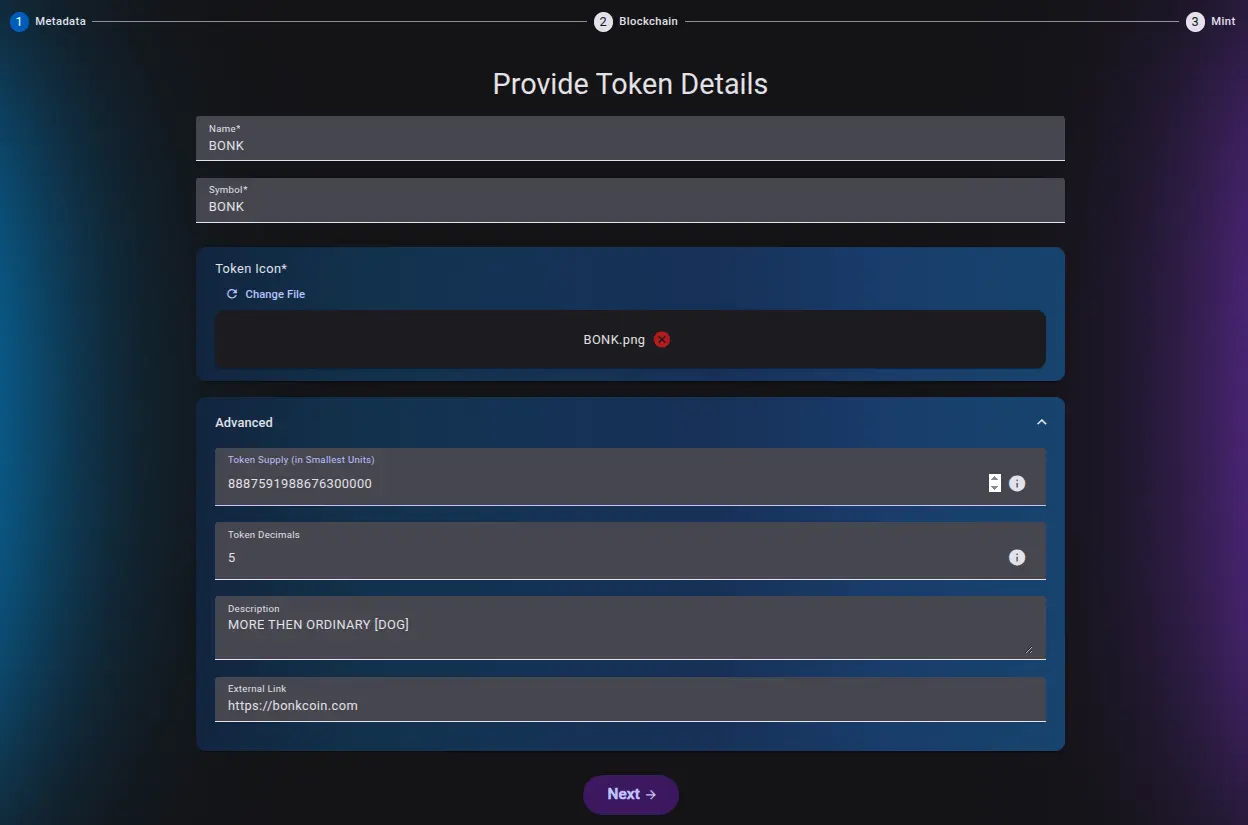 1 Metadata
2 Blockchain
3 Mint
Provide Token Details
Name*
BONK
Symbol*
BONK
Token Icon*
Change File
BONK.png
Advanced
Token Supply (in Smallest Units)
8887591988676300000
Token Decimals
5
Description
MORE THEN ORDINARY [DOG]
External Link
https://bonkcoin.com
Next →